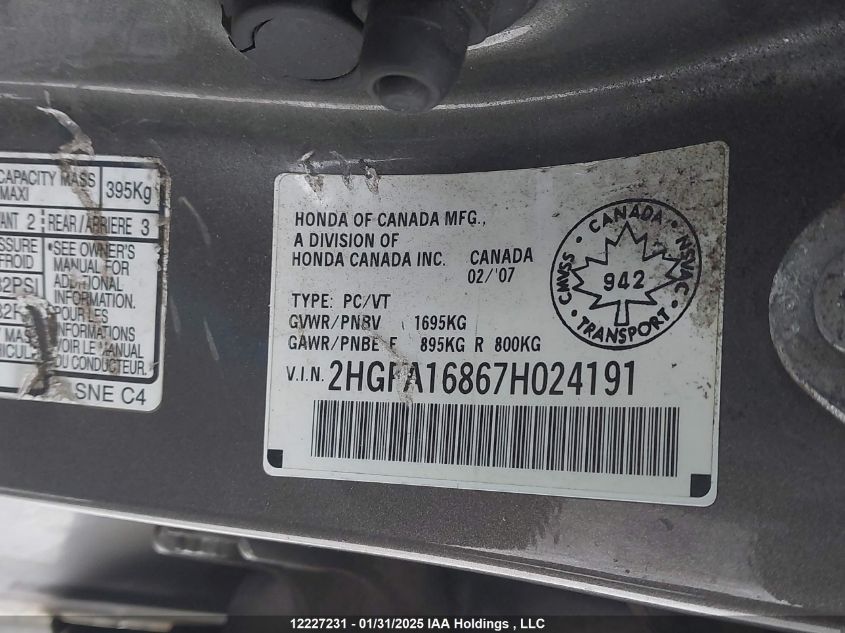 CAPACITY MASS
MAXI
395Kg
ANT 2
REAR/ARRIERE 3
SSURE
FROID
*SEE OWNER'S
MANUAL FOR
ADDITIONAL
INFORMATION.
POUR LES
INFORMATIONS
VOIR LE MANUAL
DU CONDUCTEUR.
SNE C4
HONDA OF CANADA MFG.,
A DIVISION OF
HONDA CANADA INC. CANADA
02/'07
TYPE: PC/VT
GVWR/PNBV 1695KG
GAWR/PNBE F 895KG R 800KG
V.I.N. 2HGFA16867H024191
CANADA
CMVSS
NSVAC
942
TRANSPORT
12227231 - 01/31/2025 IAA Holdings , LLC